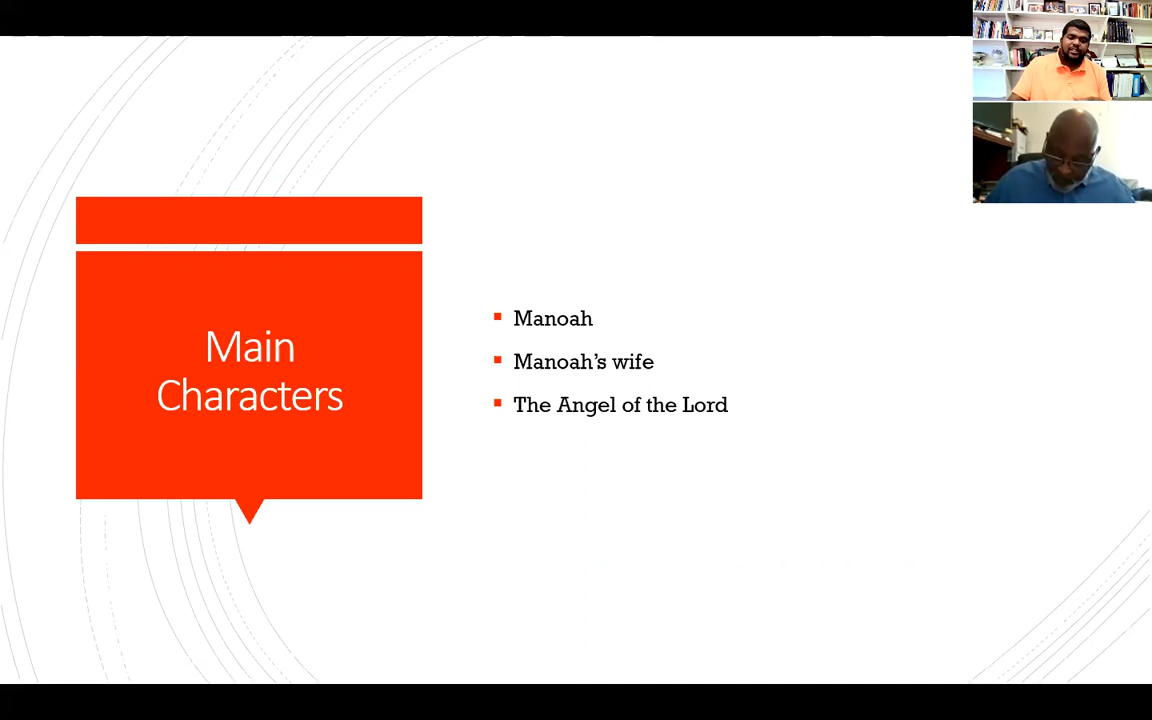 Main
Characters
Manoah
Manoah’s wife
The Angel of the Lord